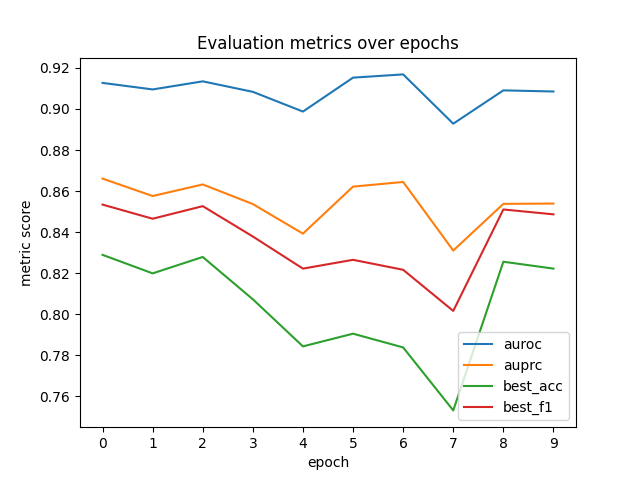 Evaluation metrics over epochs
metric score
0.92
0.90
0.88
0.86
0.84
0.82
0.80
0.78
0.76
auroc
auprc
best_acc
best_f1
0 1 2 3 4 5 6 7 8 9
epoch